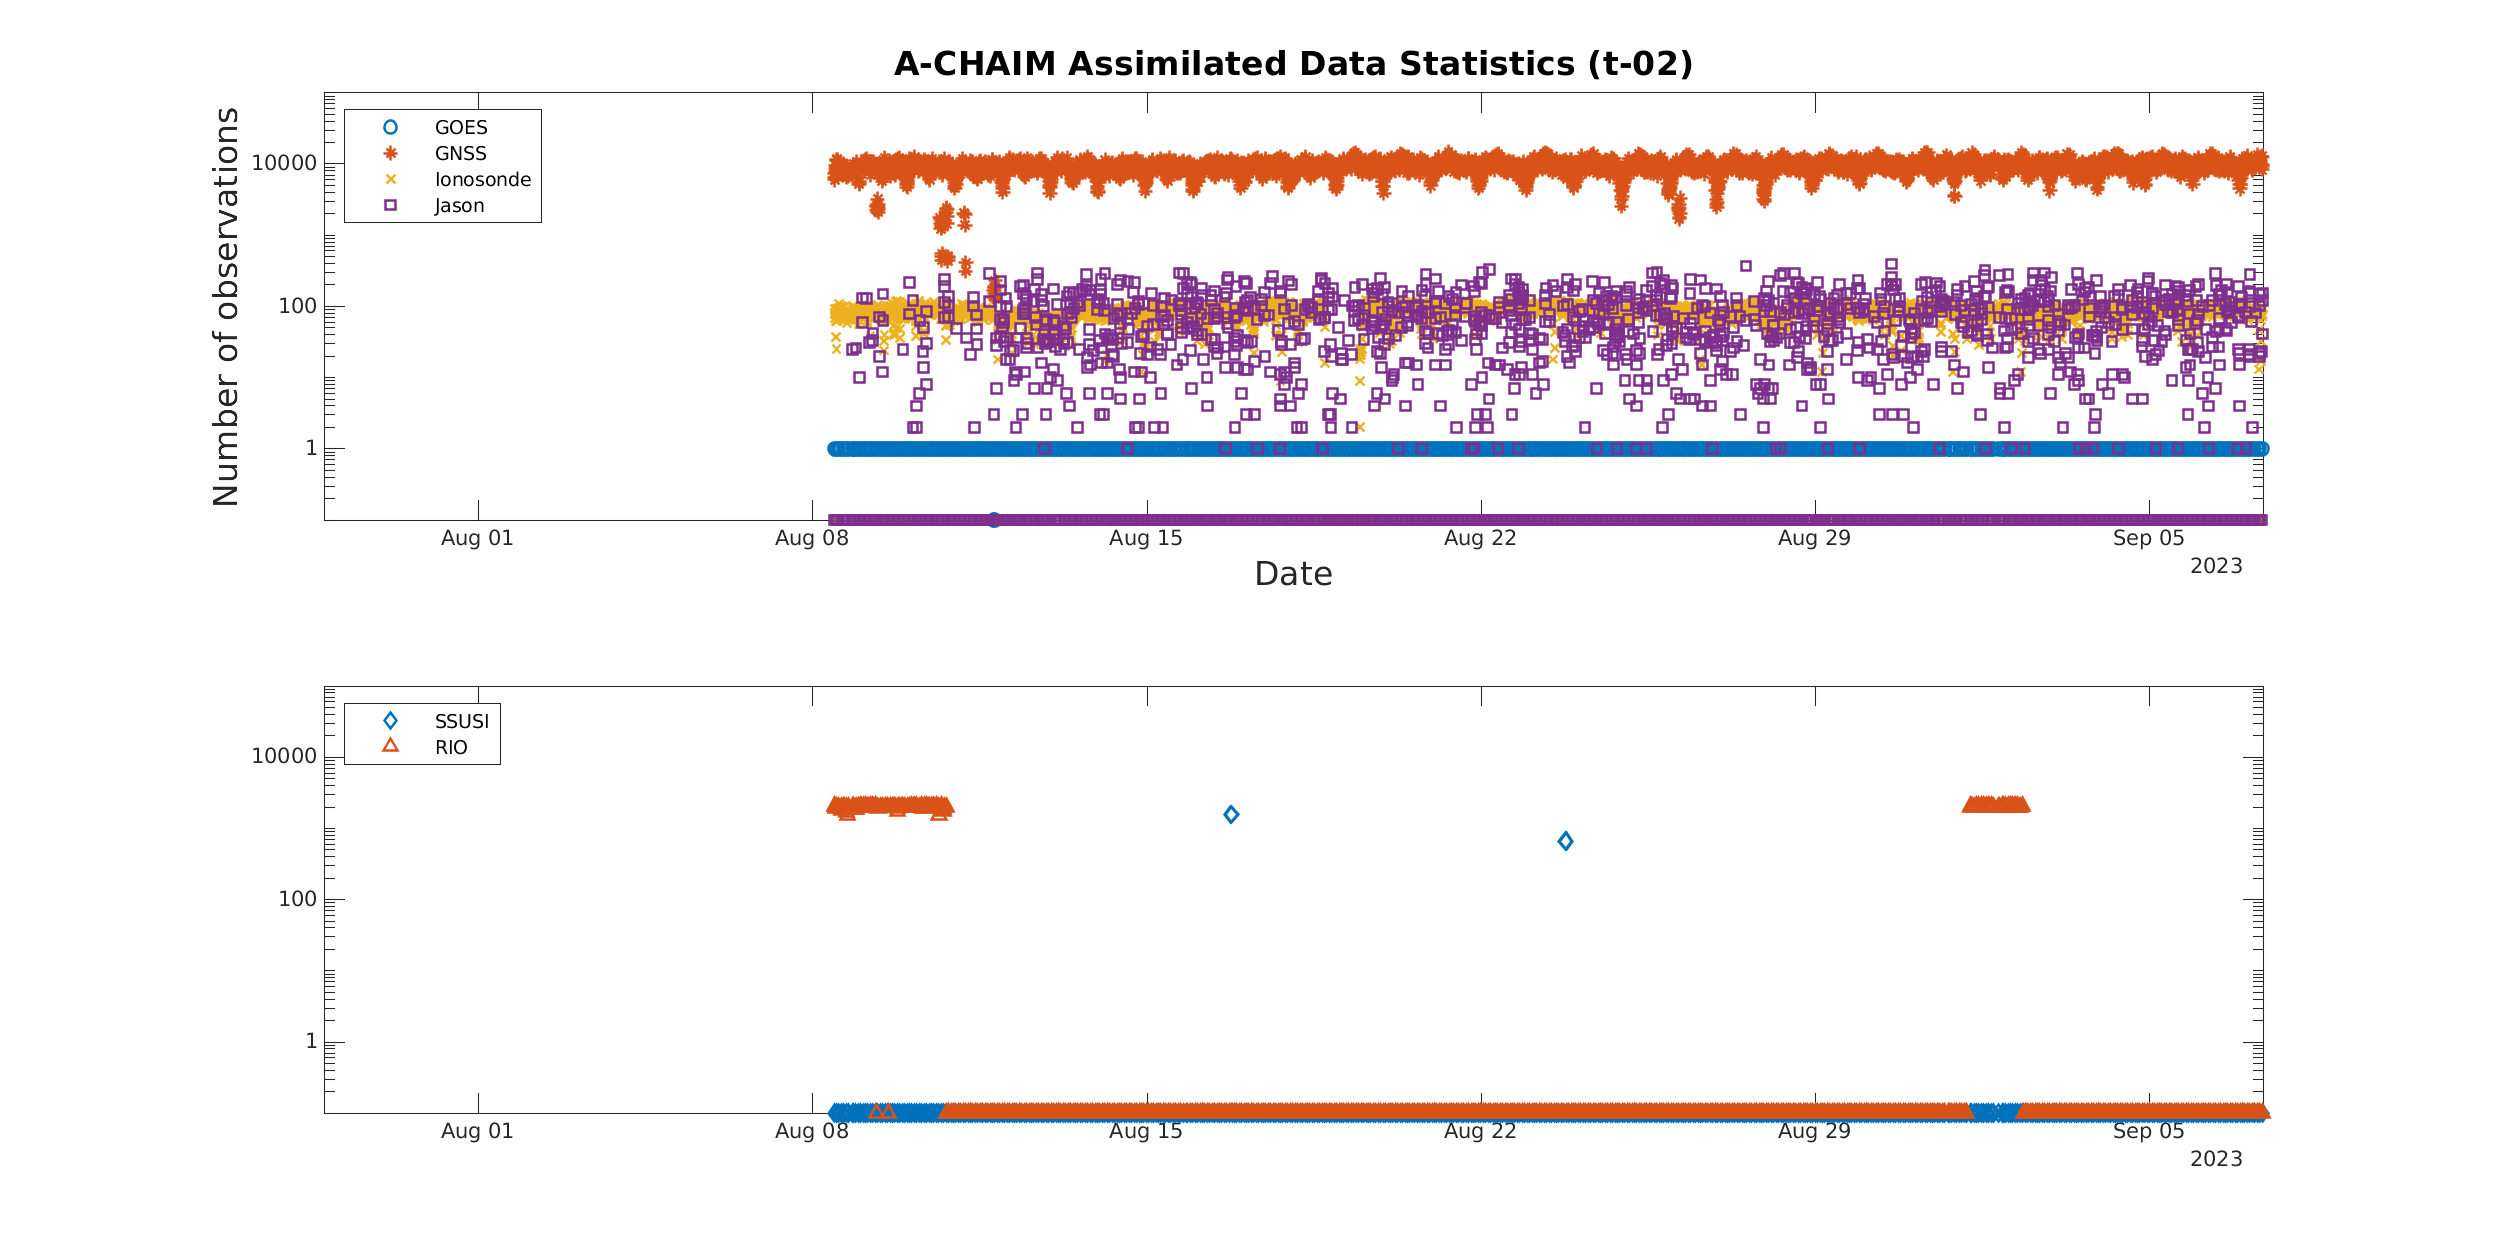 A-CHAIM Assimilated Data Statistics (t-02)
Number of observations
GOES
GNSS
Ionosonde
Jason
10000
100
1
Aug 01 Aug 08 Aug 15 Aug 22 Aug 29 Sep 05
2023
Date
SSUSI
RIO
10000
100
1
Aug 01 Aug 08 Aug 15 Aug 22 Aug 29 Sep 05
2023